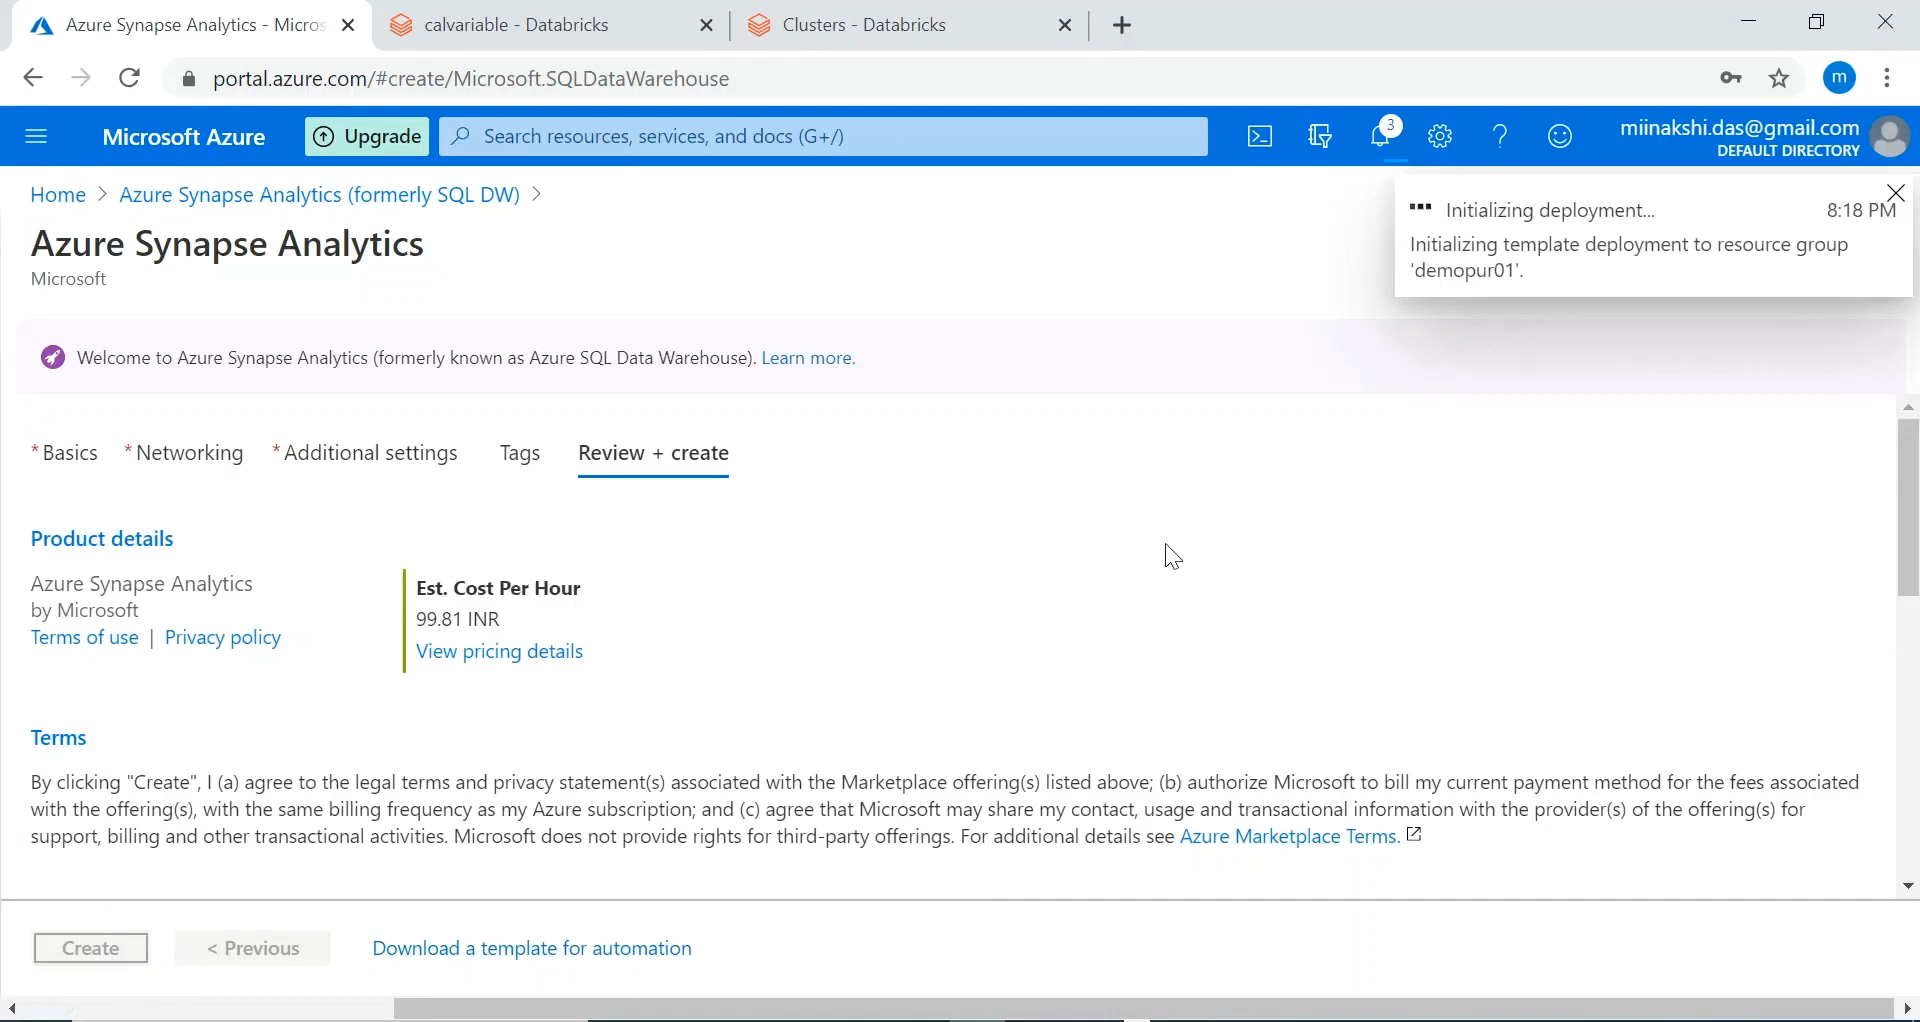 Azure Synapse Analytics - Micros
calvariable - Databricks
Clusters - Databricks
portal.azure.com/#create/Microsoft.SQLDataWarehouse
m
Microsoft Azure
Upgrade
Search resources, services, and docs (G+/)
3
miinakshi.das@gmail.com
DEFAULT DIRECTORY
Home > Azure Synapse Analytics (formerly SQL DW) >
Initializing deployment...
8:18 PM
Initializing template deployment to resource group
'demopur01'.
Azure Synapse Analytics
Microsoft
Welcome to Azure Synapse Analytics (formerly known as Azure SQL Data Warehouse). Learn more.
* Basics * Networking * Additional settings Tags Review + create
Product details
Azure Synapse Analytics
by Microsoft
Terms of use | Privacy policy
Est. Cost Per Hour
99.81 INR
View pricing details
Terms
By clicking "Create", I (a) agree to the legal terms and privacy statement(s) associated with the Marketplace offering(s) listed above; (b) authorize Microsoft to bill my current payment method for the fees associated
with the offering(s), with the same billing frequency as my Azure subscription; and (c) agree that Microsoft may share my contact, usage and transactional information with the provider(s) of the offering(s) for
support, billing and other transactional activities. Microsoft does not provide rights for third-party offerings. For additional details see Azure Marketplace Terms.
Create
< Previous
Download a template for automation